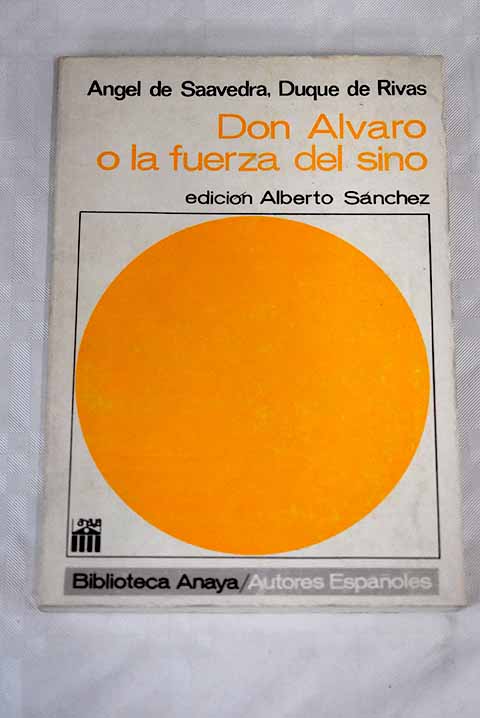 Angel de Saavedra, Duque de Rivas
Don Alvaro
o la fuerza del sino
edición Alberto Sánchez
anaya
Biblioteca Anaya/Autores Españoles